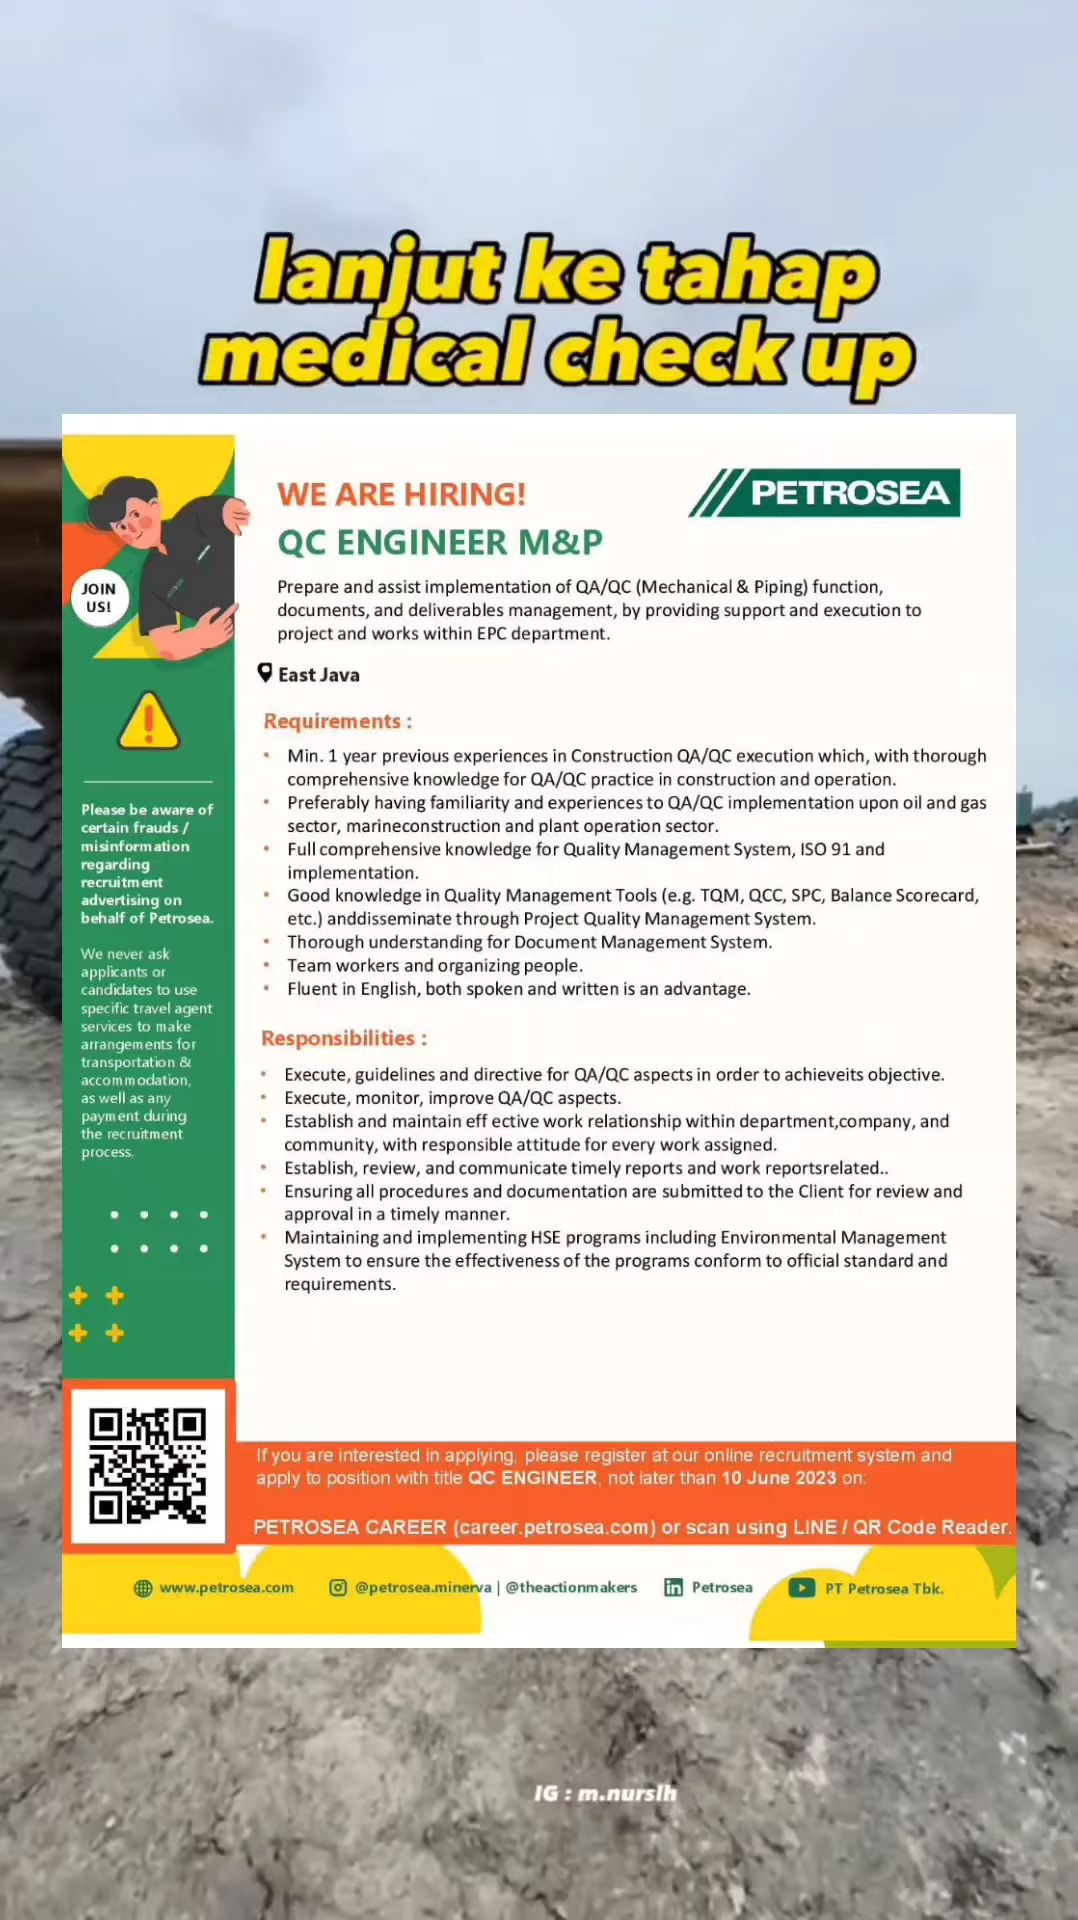 lanjut ke tahap
medical check up
WE ARE HIRING!
PETROSEA
QC ENGINEER M&P
Prepare and assist implementation of QA/QC (Mechanical & Piping) function,
documents, and deliverables management, by providing support and execution to
project and works within EPC department.
East Java
JOIN
US!
Please be aware of
certain frauds /
misinformation
regarding
recruitment
advertising on
behalf of Petrosea.
We never ask
applicants or
candidates to use
specific travel agent
services to make
arrangements for
transportation &
accommodation,
as well as any
payment during
the recruitment
process.
Requirements :
• Min. 1 year previous experiences in Construction QA/QC execution which, with thorough
comprehensive knowledge for QA/QC practice in construction and operation.
• Preferably having familiarity and experiences to QA/QC implementation upon oil and gas
sector, marineconstruction and plant operation sector.
• Full comprehensive knowledge for Quality Management System, ISO 91 and
implementation.
• Good knowledge in Quality Management Tools (e.g. TQM, QCC, SPC, Balance Scorecard,
etc.) anddisseminate through Project Quality Management System.
• Thorough understanding for Document Management System.
• Team workers and organizing people.
• Fluent in English, both spoken and written is an advantage.
Responsibilities :
• Execute, guidelines and directive for QA/QC aspects in order to achieveits objective.
• Execute, monitor, improve QA/QC aspects.
• Establish and maintain eff ective work relationship within department,company, and
community, with responsible attitude for every work assigned.
• Establish, review, and communicate timely reports and work reportsrelated..
• Ensuring all procedures and documentation are submitted to the Client for review and
approval in a timely manner.
• Maintaining and implementing HSE programs including Environmental Management
System to ensure the effectiveness of the programs conform to official standard and
requirements.
If you are interested in applying, please register at our online recruitment system and
apply to position with title QC ENGINEER, not later than 10 June 2023 on:
PETROSEA CAREER (career.petrosea.com) or scan using LINE / QR Code Reader.
www.petrosea.com
@petrosea.minerva | @theactionmakers
Petrosea
PT Petrosea Tbk.
IG : m.nurslh